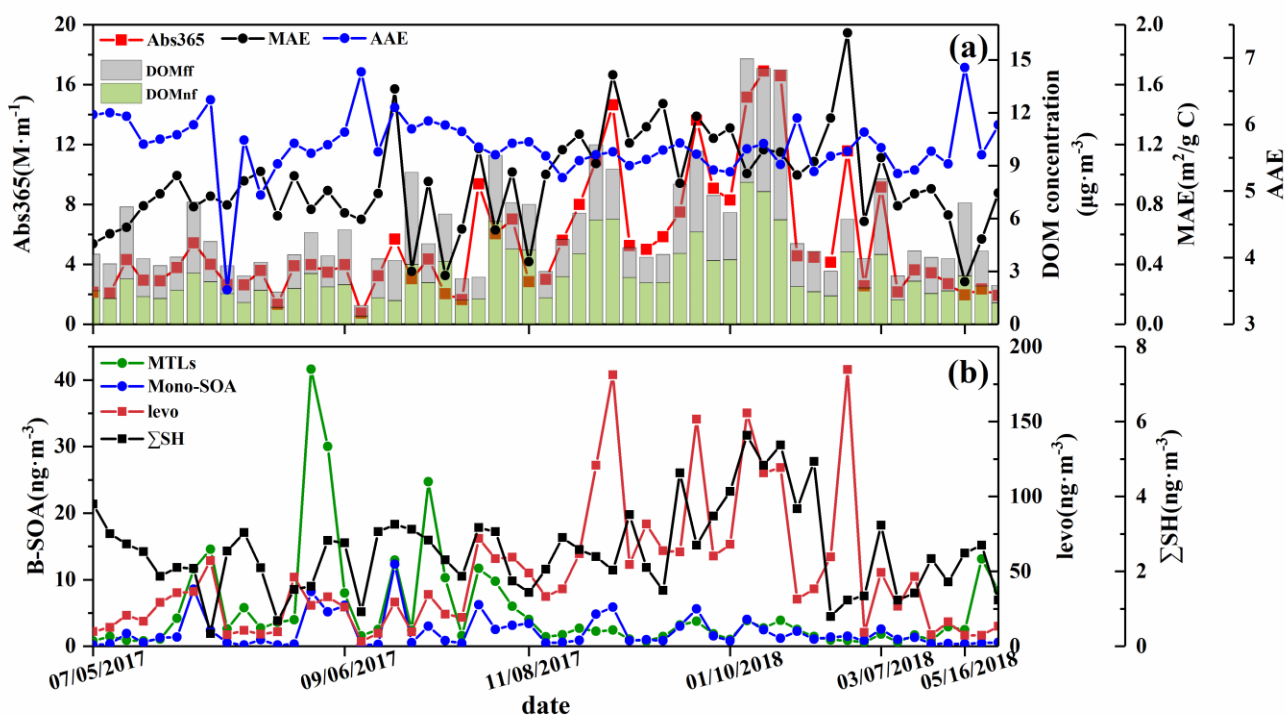 (a)
Abs365 MAE AAE
DOMff
DOMnf
20
16
12
8
4
0
Abs365(M·m⁻¹)
15
12
9
6
3
0
DOM concentration
(μg·m⁻³)
2.0
1.6
1.2
0.8
0.4
0.0
MAE(m²/g C)
7
6
5
4
3
AAE
(b)
MTLs
Mono-SOA
levo
∑SH
40
30
20
10
0
B-SOA(ng·m⁻³)
200
150
100
50
0
levo(ng·m⁻³)
8
6
4
2
0
∑SH(ng·m⁻³)
07/05/2017
09/06/2017
11/08/2017
01/10/2018
03/07/2018
05/16/2018
date